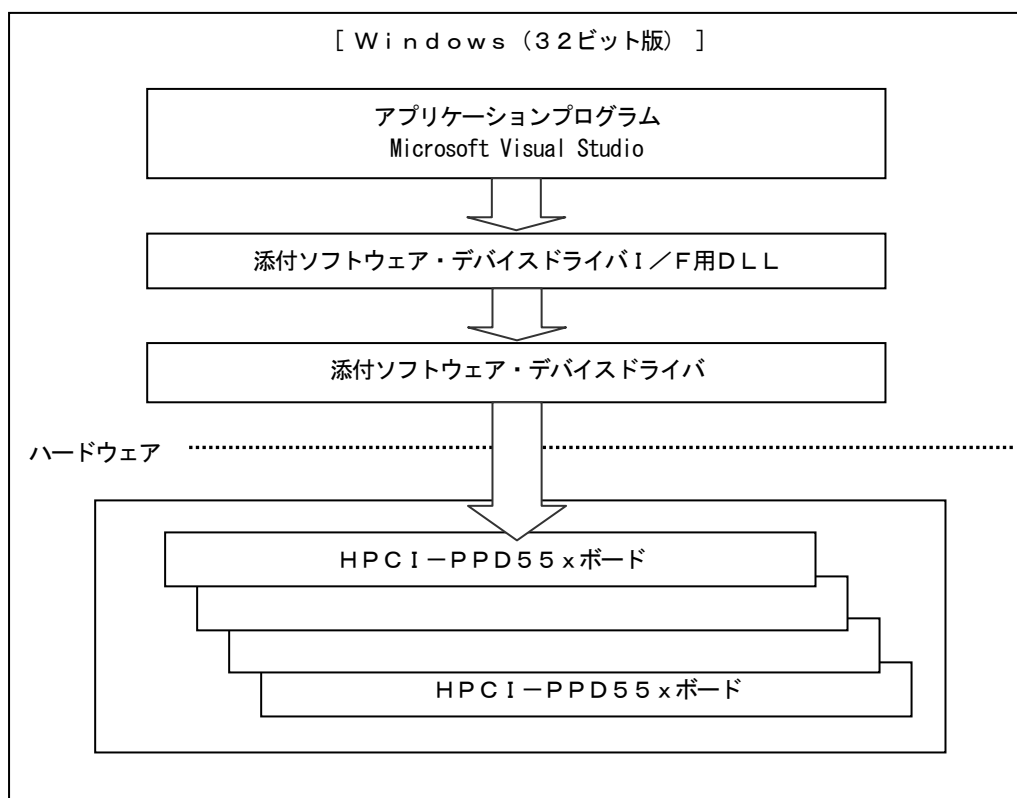 ［ Ｗｉｎｄｏｗｓ（３２ビット版） ］
アプリケーションプログラム
Microsoft Visual Studio
添付ソフトウェア・デバイスドライバＩ／Ｆ用ＤＬＬ
添付ソフトウェア・デバイスドライバ
ハードウェア
ＨＰＣＩ－ＰＰＤ５５ｘボード
ＨＰＣＩ－ＰＰＤ５５ｘボード